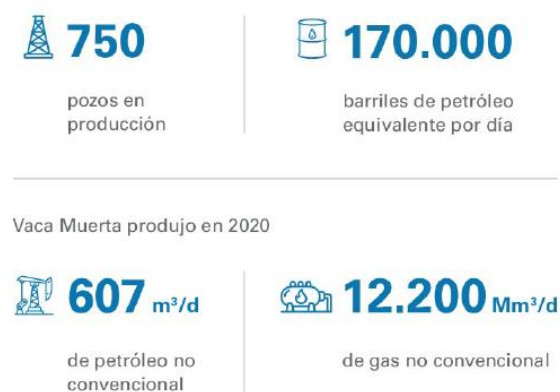 750
pozos en
producción
170.000
barriles de petróleo
equivalente por día
Vaca Muerta produjo en 2020
607 m³/d
de petróleo no
convencional
12.200 Mm³/d
de gas no convencional